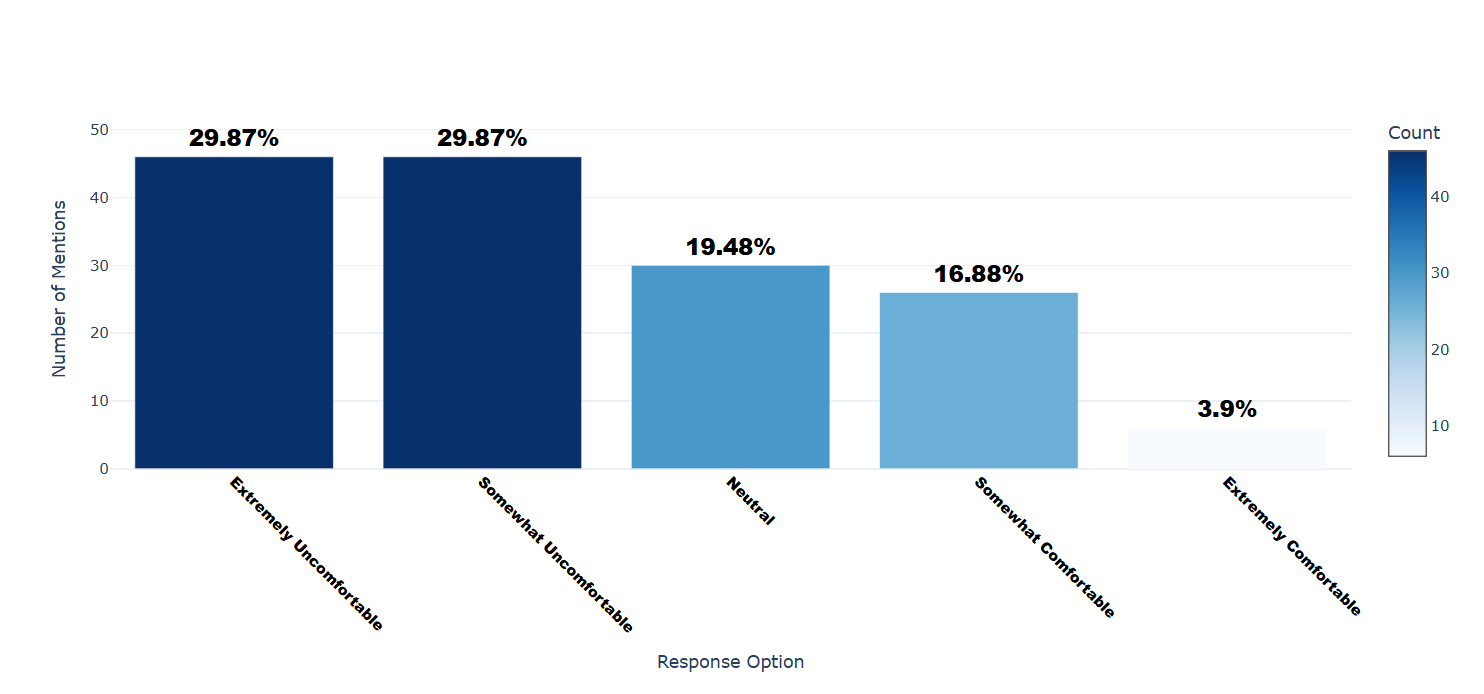 Count
50
40
30
20
10
0
Number of Mentions
29.87%
29.87%
19.48%
16.88%
3.9%
40
30
20
10
Extremely Uncomfortable
Somewhat Uncomfortable
Neutral
Somewhat Comfortable
Extremely Comfortable
Response Option